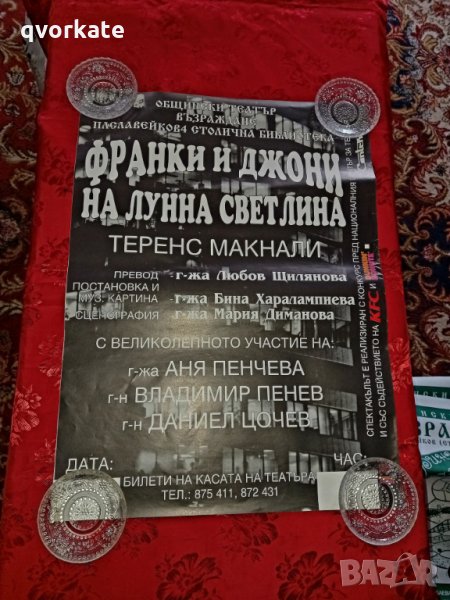 qvorkate
ОБЩИНСКИ ТЕАТЪР
ВЪЗРАЖДАНЕ
П.СЛАВЕЙКОВА СТОЛИЧНА БИБЛИОТЕКА
ФРАНКИ И ДЖОНИ
НА ЛУННА СВЕТЛИНА
ТЕРЕНС МАКНАЛИ
ПРЕВОД г-жа Любов Щилянова
ПОСТАНОВКА И
МУЗ. КАРТИНА г-жа Бина Харалампиева
СЦЕНОГРАФИЯ г-жа Мария Диманова
С ВЕЛИКОЛЕПНОТО УЧАСТИЕ НА:
г-жа АНЯ ПЕНЧЕВА
г-н ВЛАДИМИР ПЕНЕВ
г-н ДАНИЕЛ ЦОЧЕВ
ДАТА: ЧАС:
БИЛЕТИ НА КАСАТА НА ТЕАТЪРА
ТЕЛ.: 875 411, 872 431
СПЕКТАКЪЛЪТ Е РЕАЛИЗИРАН С КОНКУРС ПРЕД НАЦИОНАЛНИЯ
И СЪС СЪДЕЙСТВИЕТО НА KFC И
BAZAR